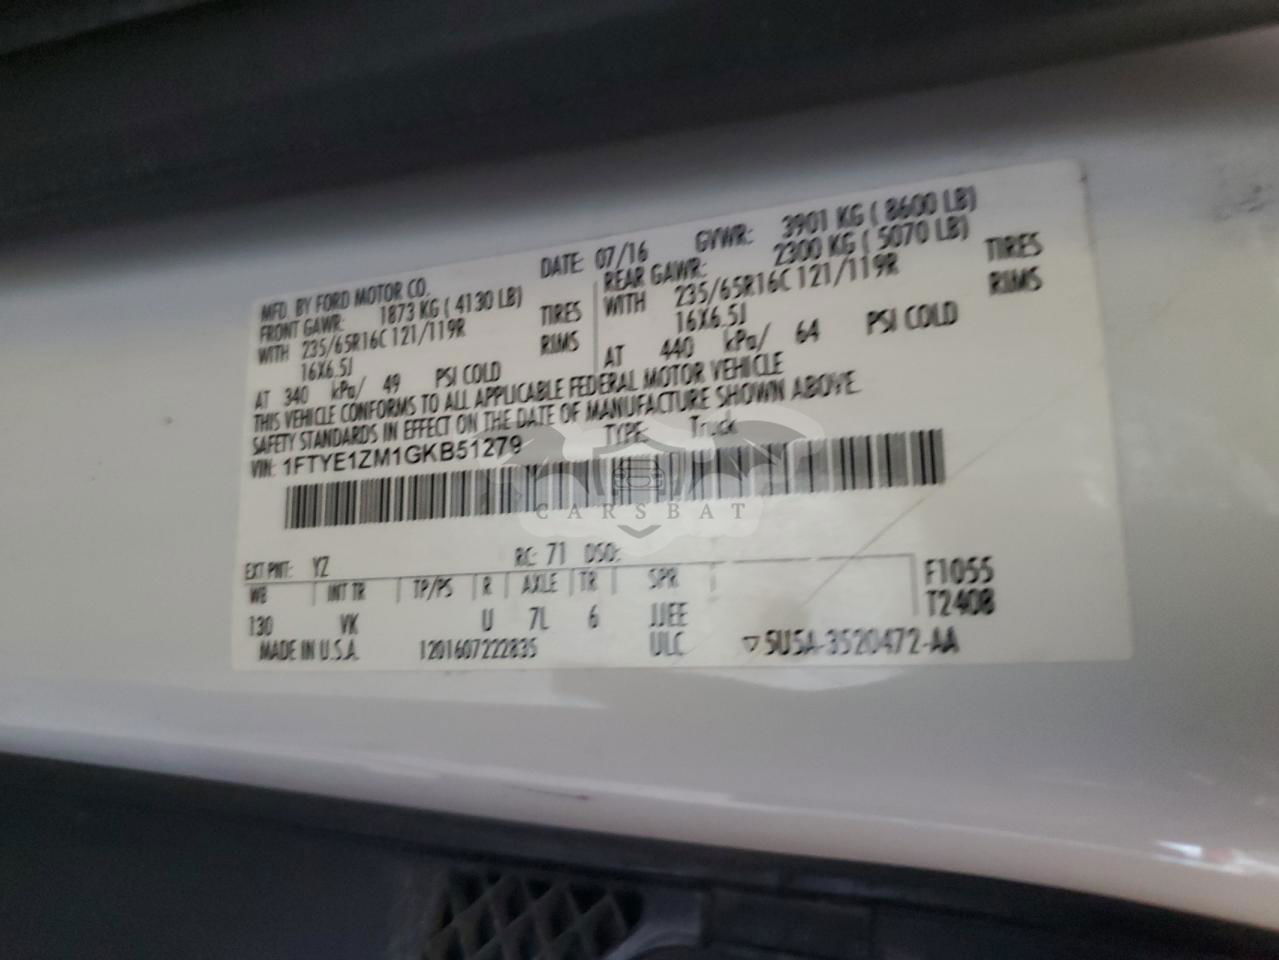 MFD. BY FORD MOTOR CO.
DATE: 07/16 GVWR: 3901 KG ( 8600 LB)
FRONT GAWR: 1873 KG ( 4130 LB)
WITH 235/65R16C 121/119R TIRES
16X6.5J RIMS
AT 340 kPa/ 49 PSI COLD
REAR GAWR: 2300 KG ( 5070 LB)
WITH 235/65R16C 121/119R TIRES
16X6.5J RIMS
AT 440 kPa/ 64 PSI COLD
THIS VEHICLE CONFORMS TO ALL APPLICABLE FEDERAL MOTOR VEHICLE
SAFETY STANDARDS IN EFFECT ON THE DATE OF MANUFACTURE SHOWN ABOVE.
VIN: 1FTYE1ZM1GKB51279 TYPE: Truck
CARSBAT
EXT PNT: YZ RC: 71 DSO:
WB INT TR TP/PS R AXLE TR SPR F1055
130 VK U 7L 6 JJEE T2408
MADE IN U.S.A. 1201607222835 ULC ▽5U5A-3520472-AA